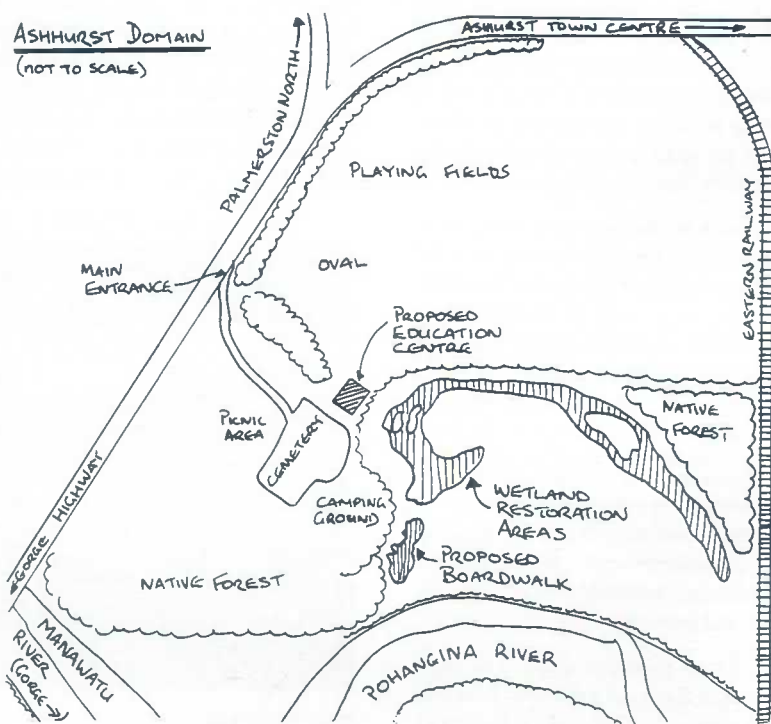 ASHHURST DOMAIN
(NOT TO SCALE)
ASHHURST TOWN CENTRE
PALMERSTON NORTH
PLAYING FIELDS
EASTERN RAILWAY
MAIN
ENTRANCE
OVAL
PROPOSED
EDUCATION
CENTRE
PICNIC
AREA
CEMETERY
NATIVE
FOREST
CAMPING
GROUND
WETLAND
RESTORATION
AREAS
GORGE HIGHWAY
NATIVE FOREST
PROPOSED
BOARDWALK
MANAWATU
RIVER
(GORGE →)
POHANGINA RIVER